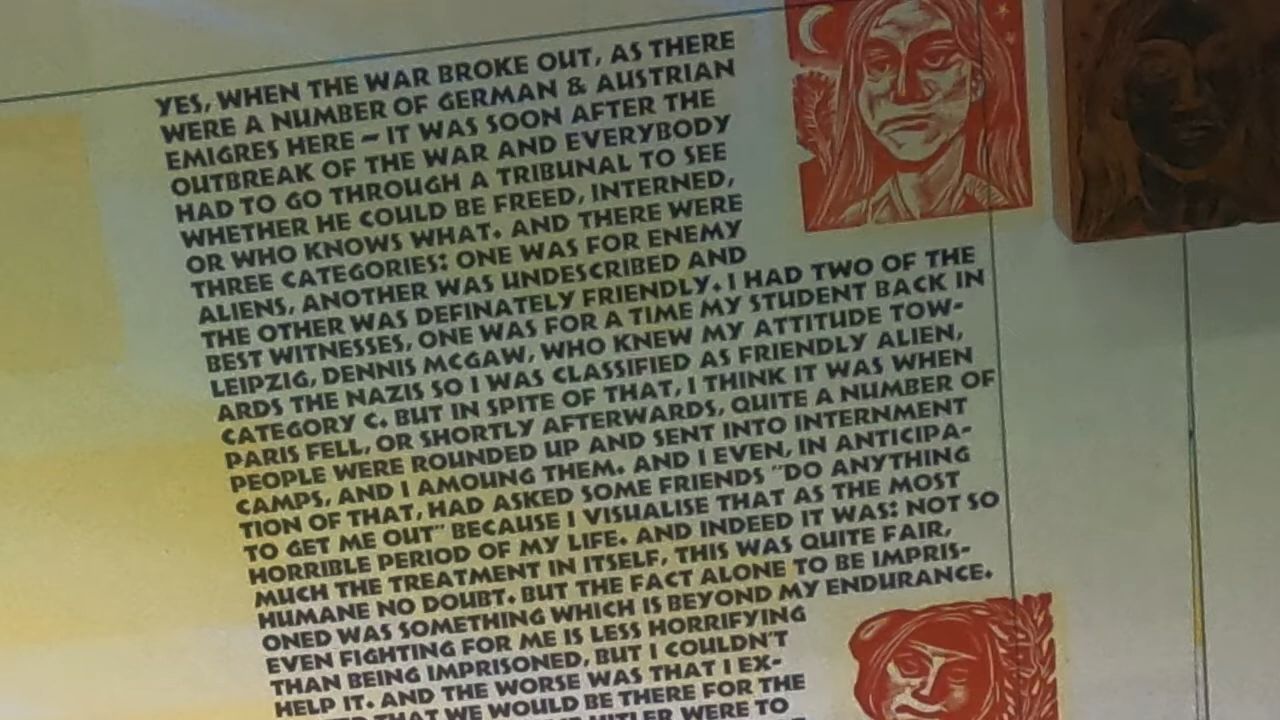 YES, WHEN THE WAR BROKE OUT, AS THERE
WERE A NUMBER OF GERMAN & AUSTRIAN
EMIGRES HERE – IT WAS SOON AFTER THE
OUTBREAK OF THE WAR AND EVERYBODY
HAD TO GO THROUGH A TRIBUNAL TO SEE
WHETHER HE COULD BE FREED, INTERNED,
OR WHO KNOWS WHAT. AND THERE WERE
THREE CATEGORIES: ONE WAS FOR ENEMY
ALIENS, ANOTHER WAS UNDESCRIBED AND
THE OTHER WAS DEFINATELY FRIENDLY. I HAD TWO OF THE
BEST WITNESSES, ONE WAS FOR A TIME MY STUDENT BACK IN
LEIPZIG, DENNIS MCGAW, WHO KNEW MY ATTITUDE TOW-
ARDS THE NAZIS SO I WAS CLASSIFIED AS FRIENDLY ALIEN,
CATEGORY C. BUT IN SPITE OF THAT, I THINK IT WAS WHEN
PARIS FELL, OR SHORTLY AFTERWARDS, QUITE A NUMBER OF
PEOPLE WERE ROUNDED UP AND SENT INTO INTERNMENT
CAMPS, AND I AMOUNG THEM. AND I EVEN, IN ANTICIPA-
TION OF THAT, HAD ASKED SOME FRIENDS "DO ANYTHING
TO GET ME OUT" BECAUSE I VISUALISE THAT AS THE MOST
HORRIBLE PERIOD OF MY LIFE. AND INDEED IT WAS: NOT SO
MUCH THE TREATMENT IN ITSELF, THIS WAS QUITE FAIR,
HUMANE NO DOUBT. BUT THE FACT ALONE TO BE IMPRIS-
ONED WAS SOMETHING WHICH IS BEYOND MY ENDURANCE.
EVEN FIGHTING FOR ME IS LESS HORRIFYING
THAN BEING IMPRISONED, BUT I COULDN'T
HELP IT. AND THE WORSE WAS THAT I EX-
THAT WE WOULD BE THERE FOR THE
HITLER WERE TO